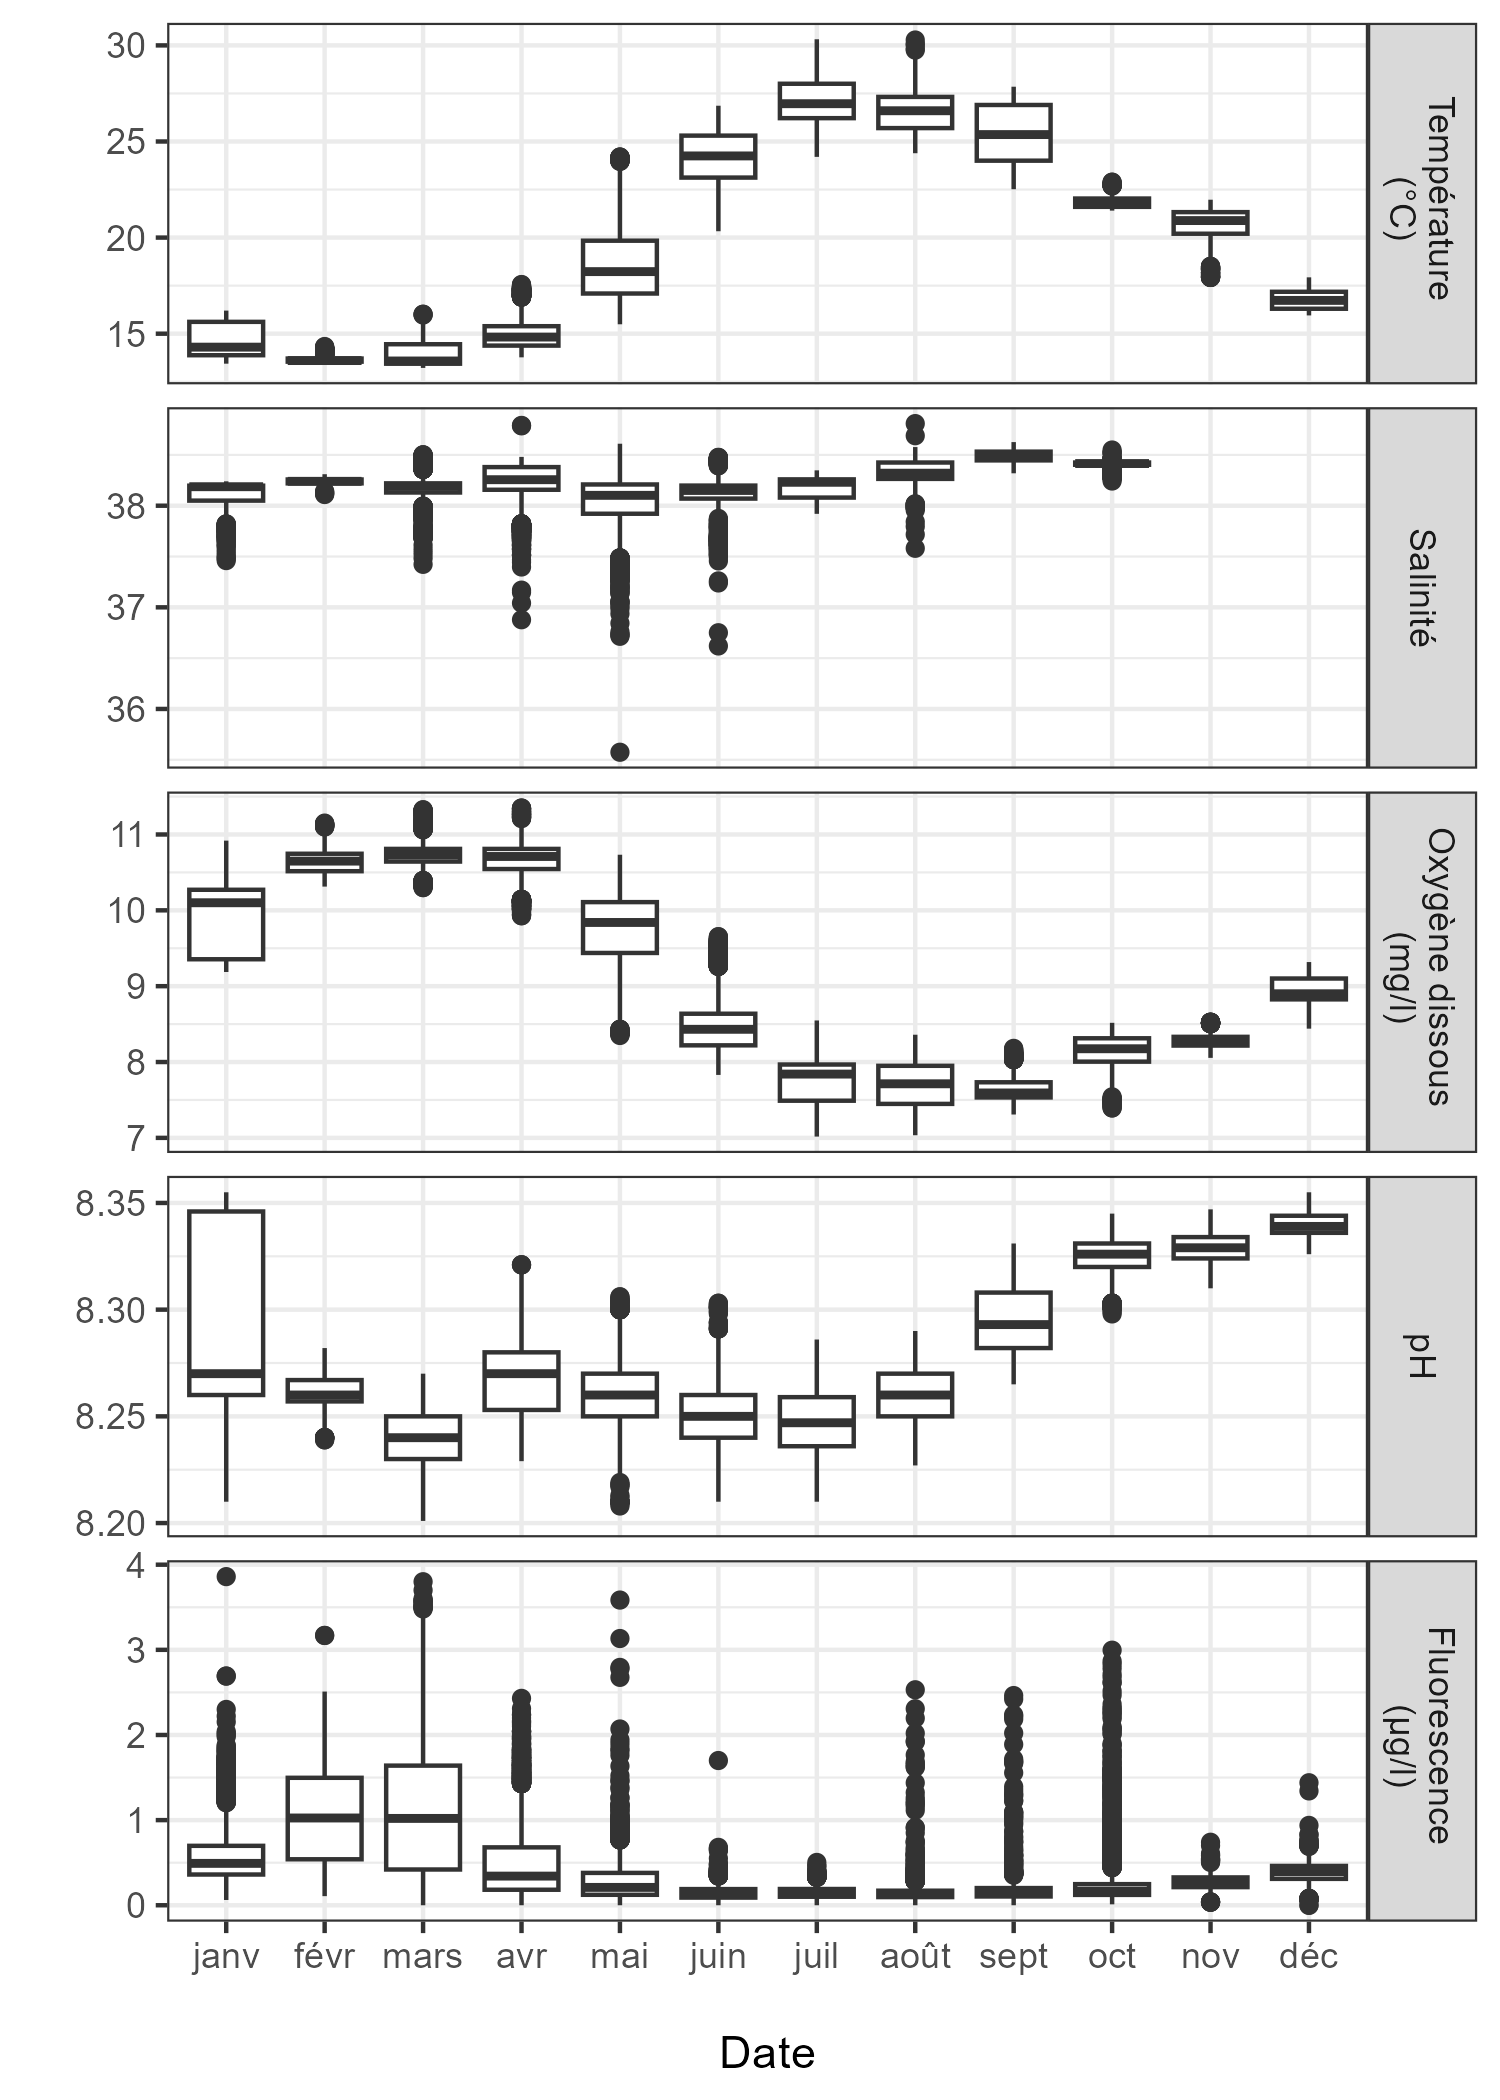 30
25
20
15
Température
(°C)
38
37
36
Salinité
11
10
9
8
7
Oxygène dissous
(mg/l)
8.35
8.30
8.25
8.20
pH
4
3
2
1
0
Fluorescence
(µg/l)
janv févr mars avr mai juin juil août sept oct nov déc
Date